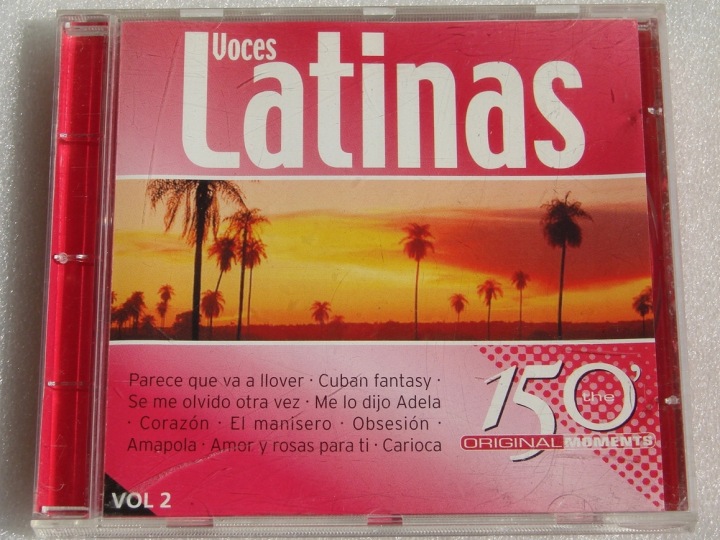 Voces
Latinas
Parece que va a llover · Cuban fantasy ·
Se me olvido otra vez · Me lo dijo Adela
· Corazón · El manisero · Obsesión ·
Amapola · Amor y rosas para ti · Carioca
150'
the
ORIGINAL MOMENTS
VOL 2